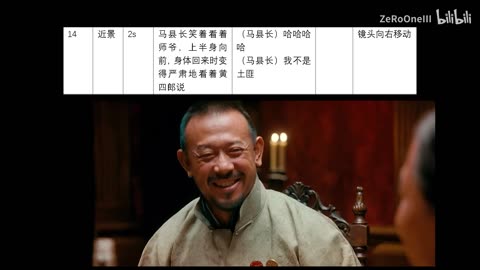 ZeRoOneIII bilibili
14
近景
2s
马县长笑着看着
师爷，上半身向
前，身体回来时变
得严肃地看着黄
四郎说
（马县长）哈哈哈
哈
（马县长）我不是
土匪
镜头向右移动